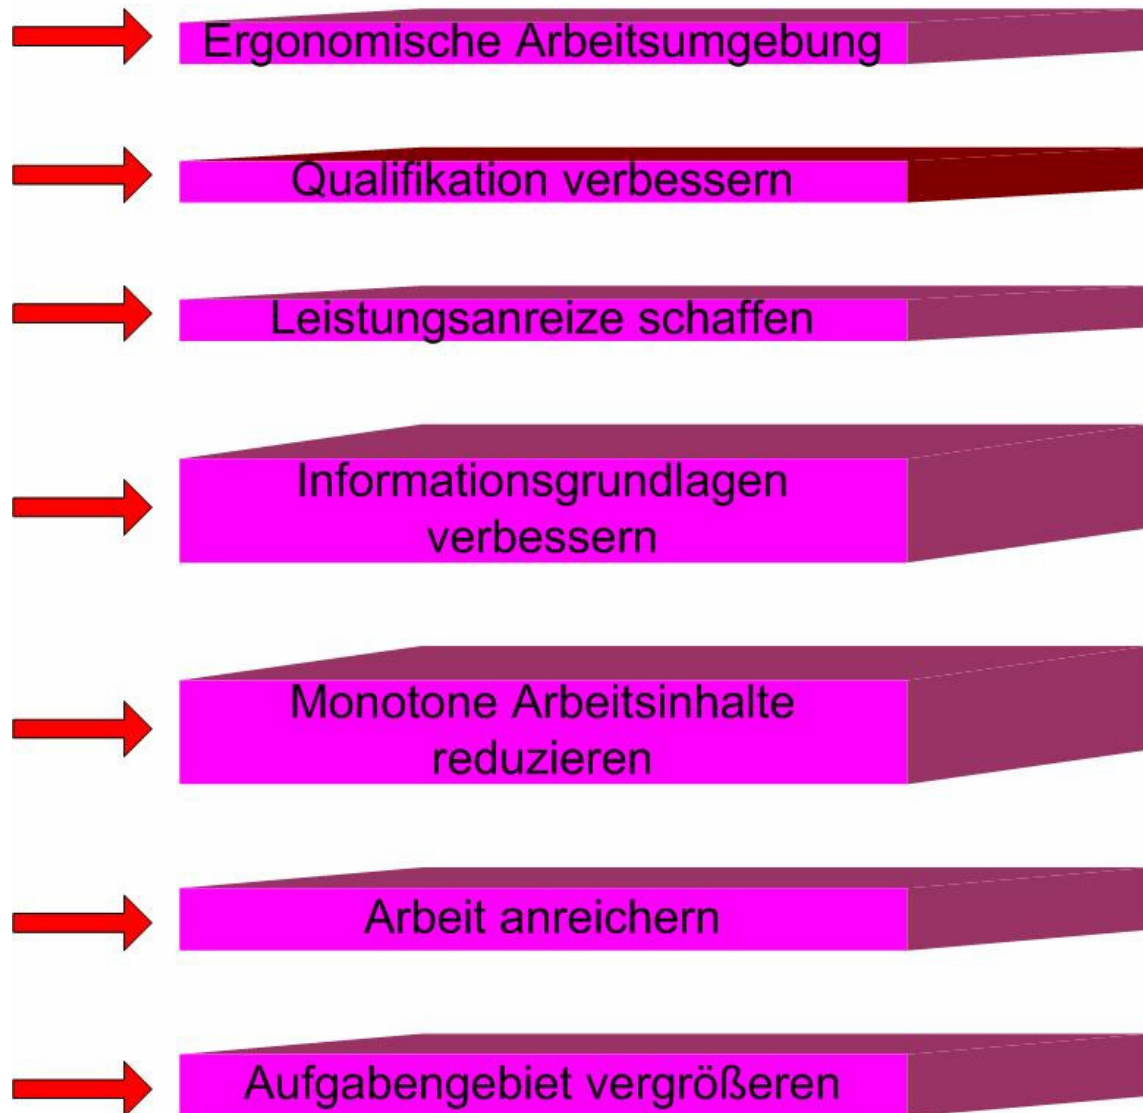 Ergonomische Arbeitsumgebung
Qualifikation verbessern
Leistungsanreize schaffen
Informationsgrundlagen
verbessern
Monotone Arbeitsinhalte
reduzieren
Arbeit anreichern
Aufgabengebiet vergrößeren